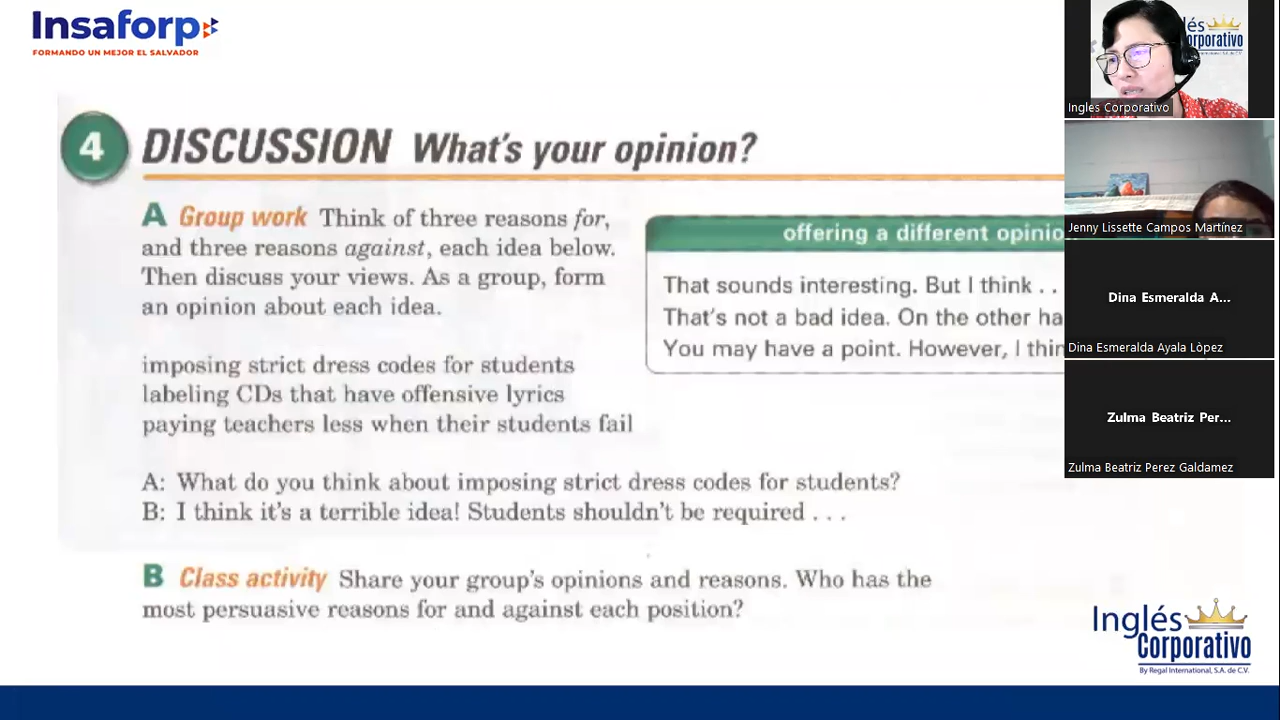 Insaforp
FORMANDO UN MEJOR EL SALVADOR
4 DISCUSSION What's your opinion?
A Group work Think of three reasons for,
and three reasons against, each idea below.
Then discuss your views. As a group, form
an opinion about each idea.
imposing strict dress codes for students
labeling CDs that have offensive lyrics
paying teachers less when their students fail
offering a different opinio
That sounds interesting. But I think . .
That's not a bad idea. On the other ha
You may have a point. However, I thin
A: What do you think about imposing strict dress codes for students?
B: I think it's a terrible idea! Students shouldn't be required . . .
B Class activity Share your group's opinions and reasons. Who has the
most persuasive reasons for and against each position?
Inglés Corporativo
Jenny Lissette Campos Martínez
Dina Esmeralda A...
Dina Esmeralda Ayala Lòpez
Zulma Beatriz Per...
Zulma Beatriz Perez Galdamez
Inglés
Corporativo
By Regal International, S.A. de C.V.